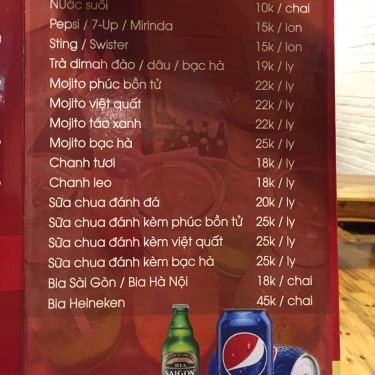 Nước suối 10k / chai
Pepsi / 7-Up / Mirinda 15k / lon
Sting / Swister 15k / lon
Trà dimah đào / dâu / bạc hà 19k / ly
Mojito phúc bồn tử 22k / ly
Mojito việt quất 22k / ly
Mojito táo xanh 22k / ly
Mojito bạc hà 25k / ly
Chanh tươi 18k / ly
Chanh leo 18k / ly
Sữa chua đánh đá 20k / ly
Sữa chua đánh kèm phúc bồn tử 25k / ly
Sữa chua đánh kèm việt quất 25k / ly
Sữa chua đánh kèm bạc hà 25k / ly
Bia Sài Gòn / Bia Hà Nội 18k / chai
Bia Heineken 45k / chai
BIA
SAIGON
pepsi